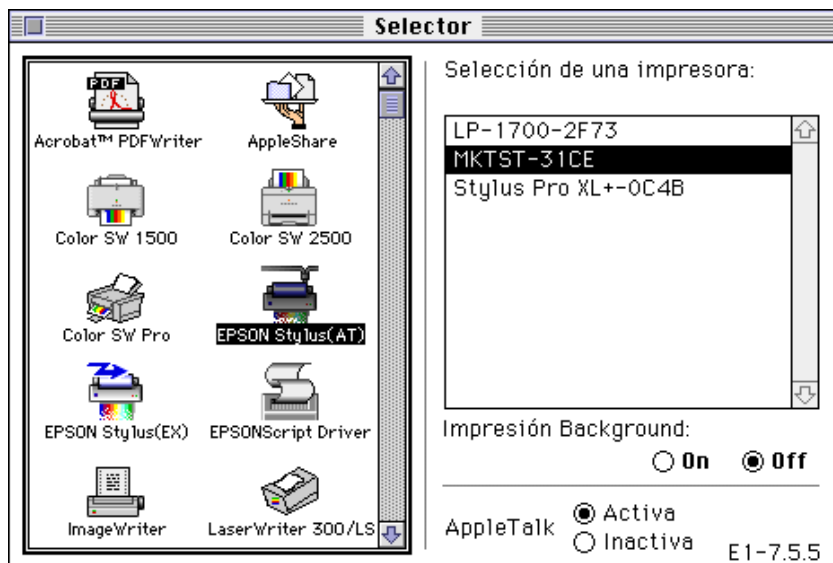 Selector
PDF
Acrobat™ PDFWriter
AppleShare
Color SW 1500
Color SW 2500
Color SW Pro
EPSON Stylus(AT)
EPSON Stylus(EX)
EPSONScript Driver
ImageWriter
LaserWriter 300/LS
Selección de una impresora:
LP-1700-2F73
MKTST-31CE
Stylus Pro XL+-0C4B
Impresión Background:
On Off
AppleTalk
Activa
Inactiva
E1-7.5.5